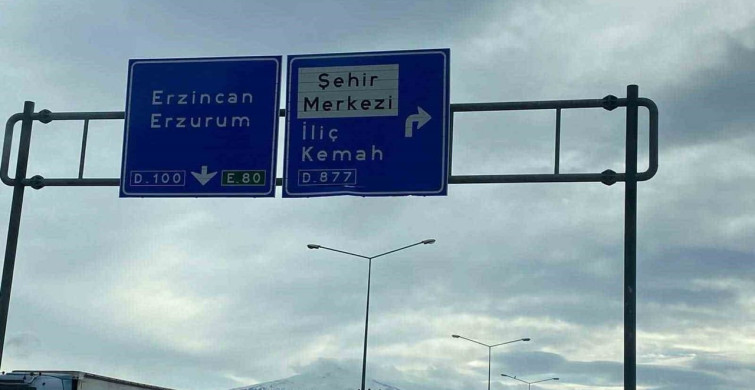 Erzincan
Erzurum
D.100
E.80
Şehir
Merkezi
İliç
Kemah
D.877